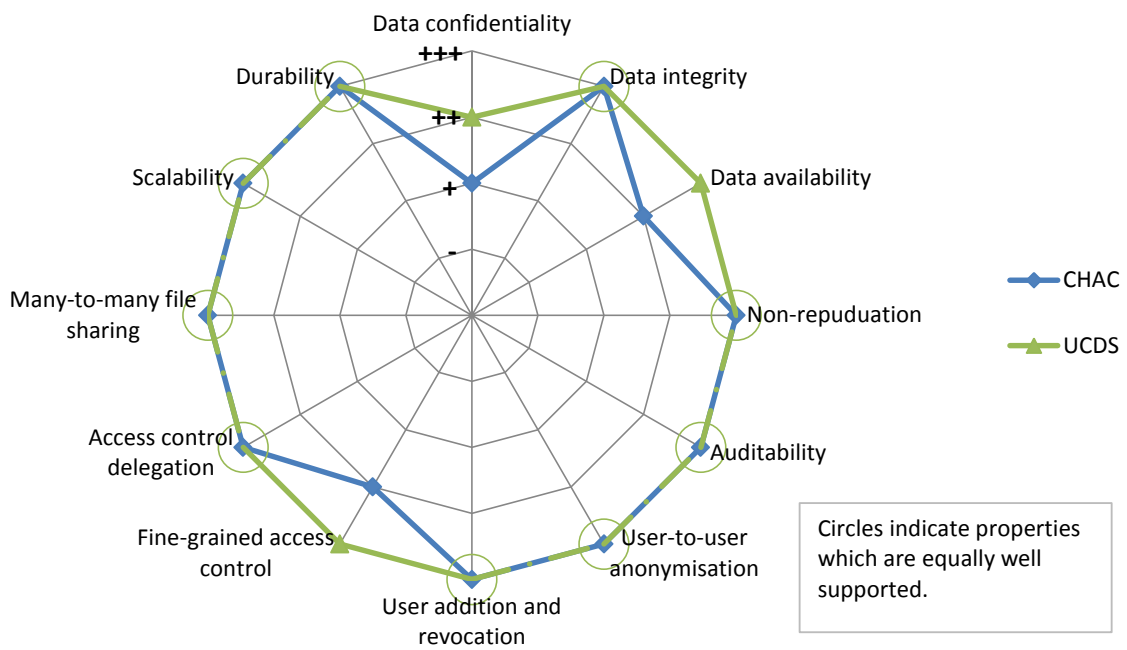 Data confidentiality
+++
Durability
Data integrity
++
Scalability
Data availability
+
-
CHAC
Many-to-many file
sharing
Non-repuduation
UCDS
Access control
delegation
Auditability
Fine-grained access
control
User-to-user
anonymisation
User addition and
revocation
Circles indicate properties
which are equally well
supported.